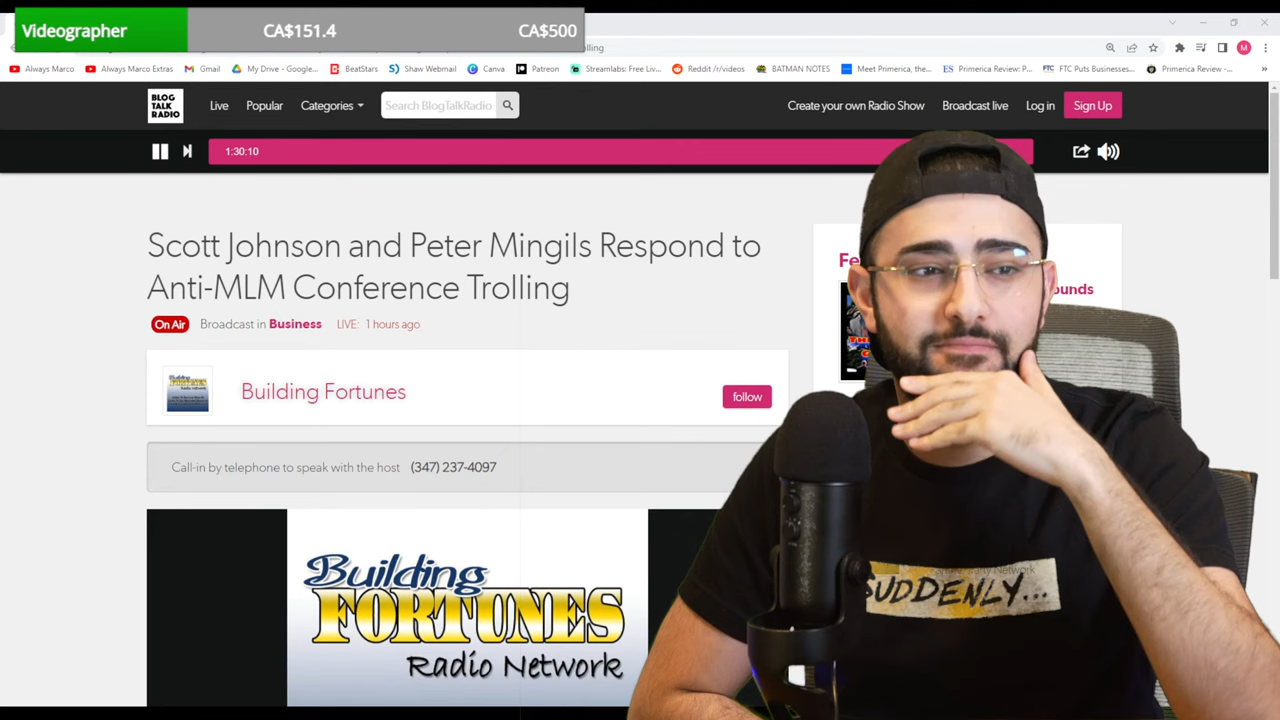 Videographer CA$151.4 CA$500
olling
Always Marco Always Marco Extras Gmail My Drive - Google... BeatStars Shaw Webmail Canva Patreon Streamlabs: Free Liv... Reddit /r/videos BATMAN NOTES Meet Primerica, the... Primerica Review: P... FTC Puts Businesses... Primerica Review -...
BLOG TALK RADIO Live Popular Categories Search BlogTalkRadio Create your own Radio Show Broadcast live Log in Sign Up
1:30:10
Scott Johnson and Peter Mingils Respond to
Anti-MLM Conference Trolling
Fe
ounds
On Air Broadcast in Business LIVE: 1 hours ago
Building Fortunes follow
Call-in by telephone to speak with the host (347) 237-4097
Building
FORTUNES
Radio Network
SUDDENLY...